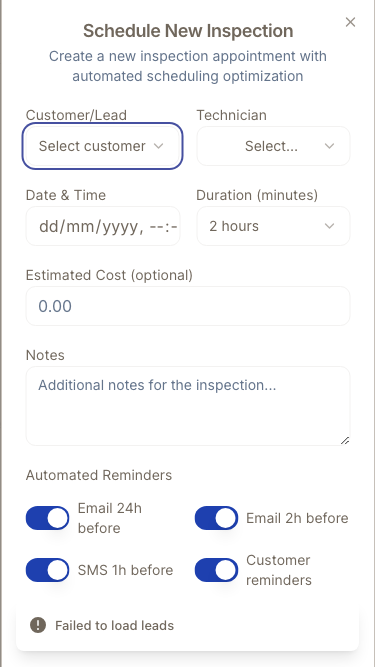 Schedule New Inspection
Create a new inspection appointment with
automated scheduling optimization
Customer/Lead
Technician
Select customer
Select...
Date & Time
Duration (minutes)
dd/mm/yyyy, --:-
2 hours
Estimated Cost (optional)
0.00
Notes
Additional notes for the inspection...
Automated Reminders
Email 24h
before
Email 2h before
SMS 1h before
Customer
reminders
Failed to load leads